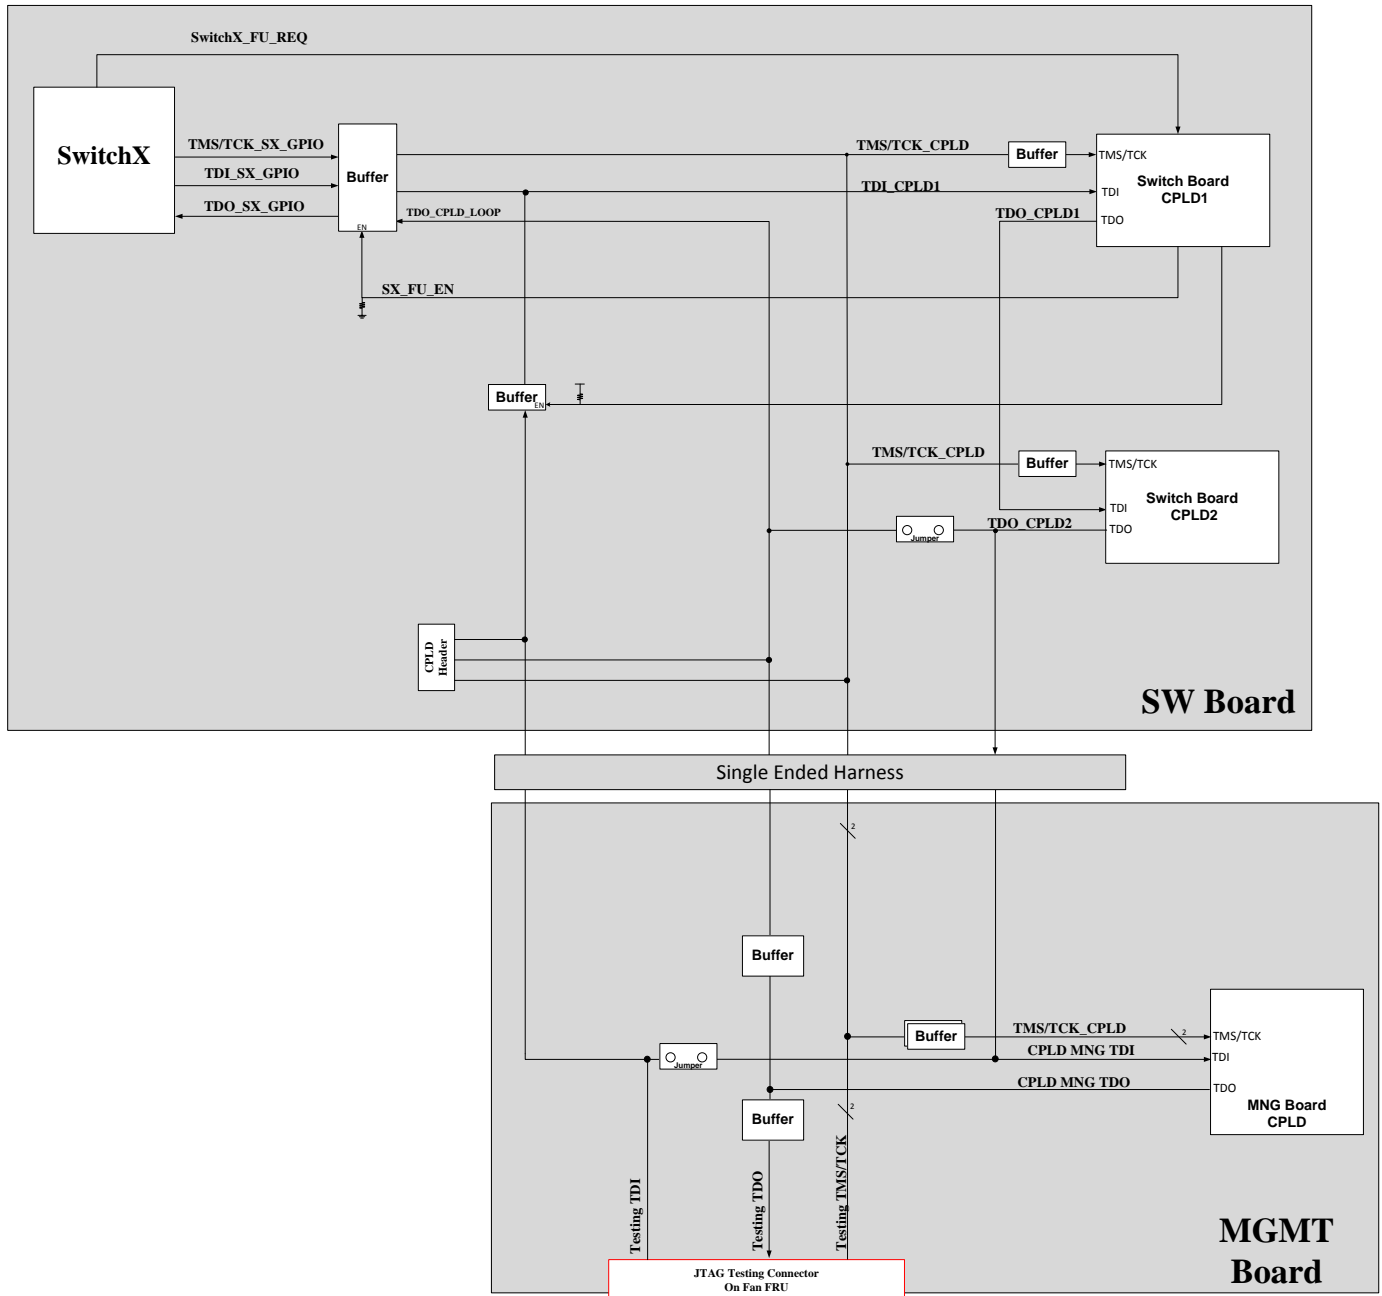 SwitchX_FU_REQ
SwitchX
TMS/TCK_SX_GPIO
TDI_SX_GPIO
TDO_SX_GPIO
Buffer
EN
TMS/TCK_CPLD
TDI_CPLD1
TDO_CPLD_LOOP
TDO_CPLD1
Buffer
TMS/TCK
TDI
TDO
Switch Board
CPLD1
SX_FU_EN
Buffer
EN
TMS/TCK_CPLD
Buffer
TMS/TCK
TDI
TDO
Switch Board
CPLD2
TDO_CPLD2
Jumper
CPLD
Header
SW Board
Single Ended Harness
2
Buffer
Buffer
TMS/TCK_CPLD
2
TMS/TCK
Jumper
CPLD MNG TDI
TDI
CPLD MNG TDO
TDO
MNG Board
CPLD
Buffer
2
Testing TDI
Testing TDO
Testing TMS/TCK
MGMT
Board
JTAG Testing Connector
On Fan FRU